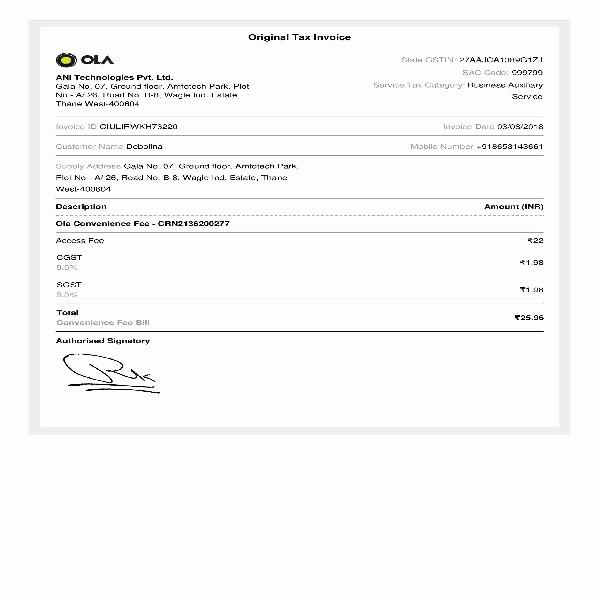 Original Tax Invoice
OLA
State GSTIN: 27AAJCA1389G1ZJ
SAC Code: 999799
Service Tax Category: Business Auxiliary
Service
ANI Technologies Pvt. Ltd.
Gala No. 07, Ground floor, Amfotech Park, Plot
No - A/ 26, Road No. B-8, Wagle Ind. Estate,
Thane West-400604
Invoice ID CIULIRWKH73220 Invoice Date 03/08/2018
Customer Name Debolina Mobile Number +918653143661
Supply Address Gala No. 07, Ground floor, Amfotech Park,
Plot No - A/ 26, Road No. B-8, Wagle Ind. Estate, Thane
West-400604
Description Amount (INR)
Ola Convenience Fee - CRN2136200277
Access Fee ₹22
CGST
9.0% ₹1.98
SGST
9.0% ₹1.98
Total ₹25.96
Convenience Fee Bill
Authorised Signatory